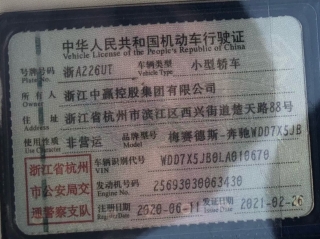 中华人民共和国机动车行驶证
Vehicle License of the People's Republic of China
号牌号码 浙A226UT 车辆类型 小型轿车
Plate No. Vehicle Type
所有人 浙江中赢控股集团有限公司
Owner
住址 浙江省杭州市滨江区西兴街道楚天路88号
Address
使用性质 非营运 品牌型号 梅赛德斯-奔驰WDD7X5JB
Use Character Model
浙江省杭州市公安局交通警察支队
车辆识别代号 WDD7X5JB0LA010670
VIN
发动机号码 25693030063430
Engine No.
注册日期 2020-06-11 发证日期 2021-02-26
Register Date Issue Date